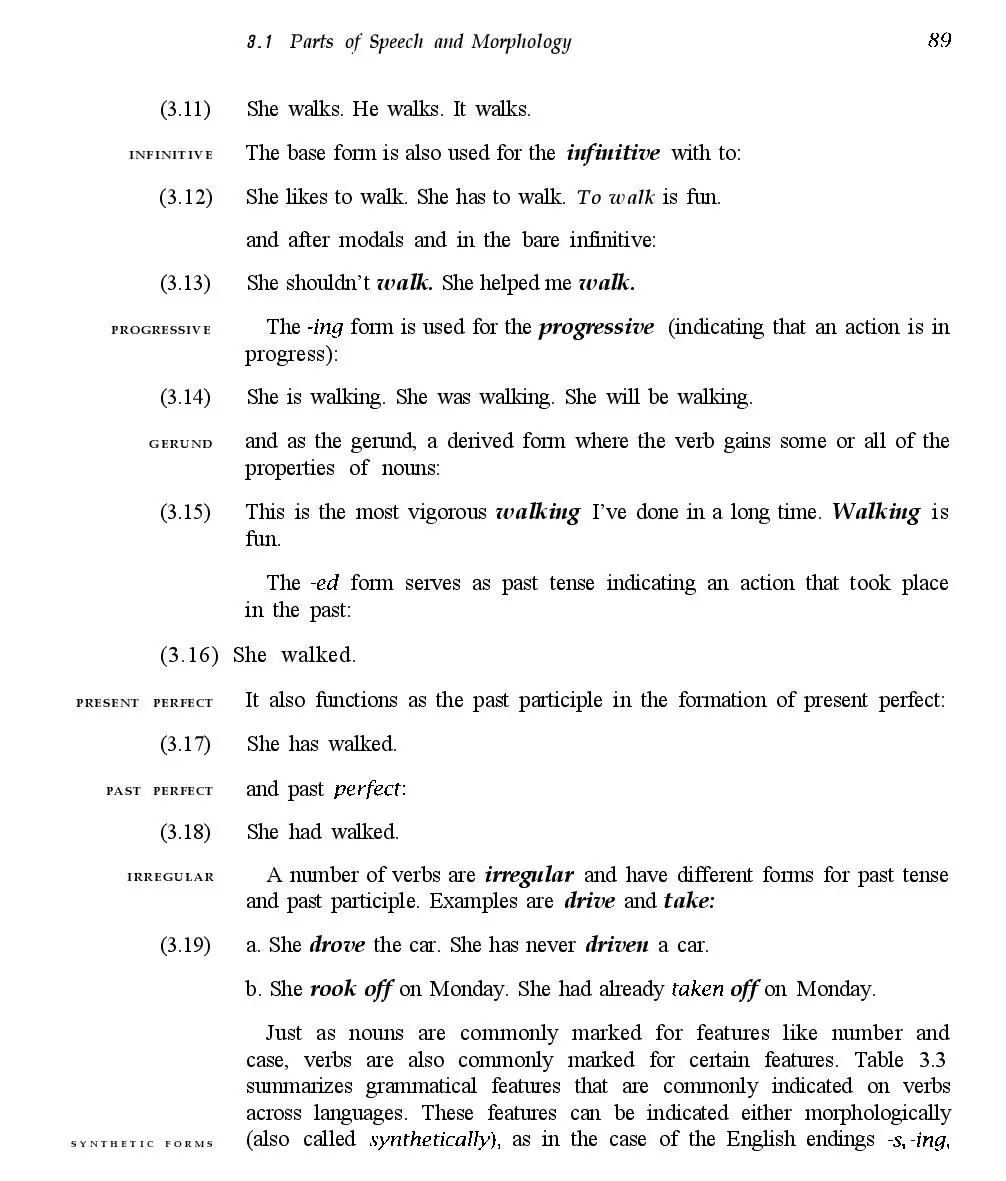 3.1 Parts of Speech and Morphology 89
(3.11) She walks. He walks. It walks.
INFINITIVE The base form is also used for the infinitive with to:
(3.12) She likes to walk. She has to walk. To walk is fun.
and after modals and in the bare infinitive:
(3.13) She shouldn't walk. She helped me walk.
PROGRESSIVE The -ing form is used for the progressive (indicating that an action is in
progress):
(3.14) She is walking. She was walking. She will be walking.
GERUND and as the gerund, a derived form where the verb gains some or all of the
properties of nouns:
(3.15) This is the most vigorous walking I've done in a long time. Walking is
fun.
The -ed form serves as past tense indicating an action that took place
in the past:
(3.16) She walked.
PRESENT PERFECT It also functions as the past participle in the formation of present perfect:
(3.17) She has walked.
PAST PERFECT and past perfect:
(3.18) She had walked.
IRREGULAR A number of verbs are irregular and have different forms for past tense
and past participle. Examples are drive and take:
(3.19) a. She drove the car. She has never driven a car.
b. She rook off on Monday. She had already taken off on Monday.
Just as nouns are commonly marked for features like number and
case, verbs are also commonly marked for certain features. Table 3.3
summarizes grammatical features that are commonly indicated on verbs
across languages. These features can be indicated either morphologically
SYNTHETIC FORMS (also called synthetically), as in the case of the English endings -s, -ing,